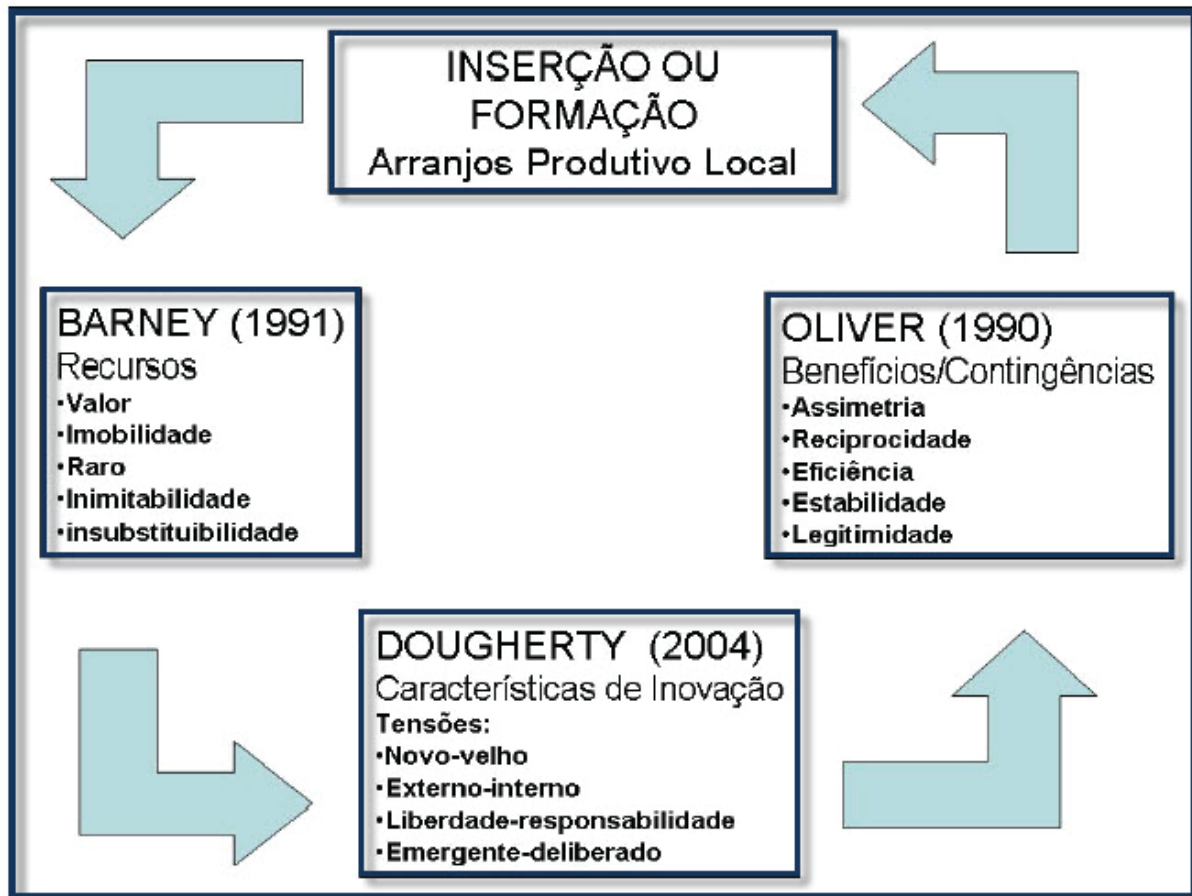 INSERÇÃO OU
FORMAÇÃO
Arranjos Produtivo Local
BARNEY (1991)
Recursos
•Valor
•Imobilidade
•Raro
•Inimitabilidade
•insubstituibilidade
OLIVER (1990)
Benefícios/Contingências
•Assimetria
•Reciprocidade
•Eficiência
•Estabilidade
•Legitimidade
DOUGHERTY (2004)
Características de Inovação
Tensões:
•Novo-velho
•Externo-interno
•Liberdade-responsabilidade
•Emergente-deliberado